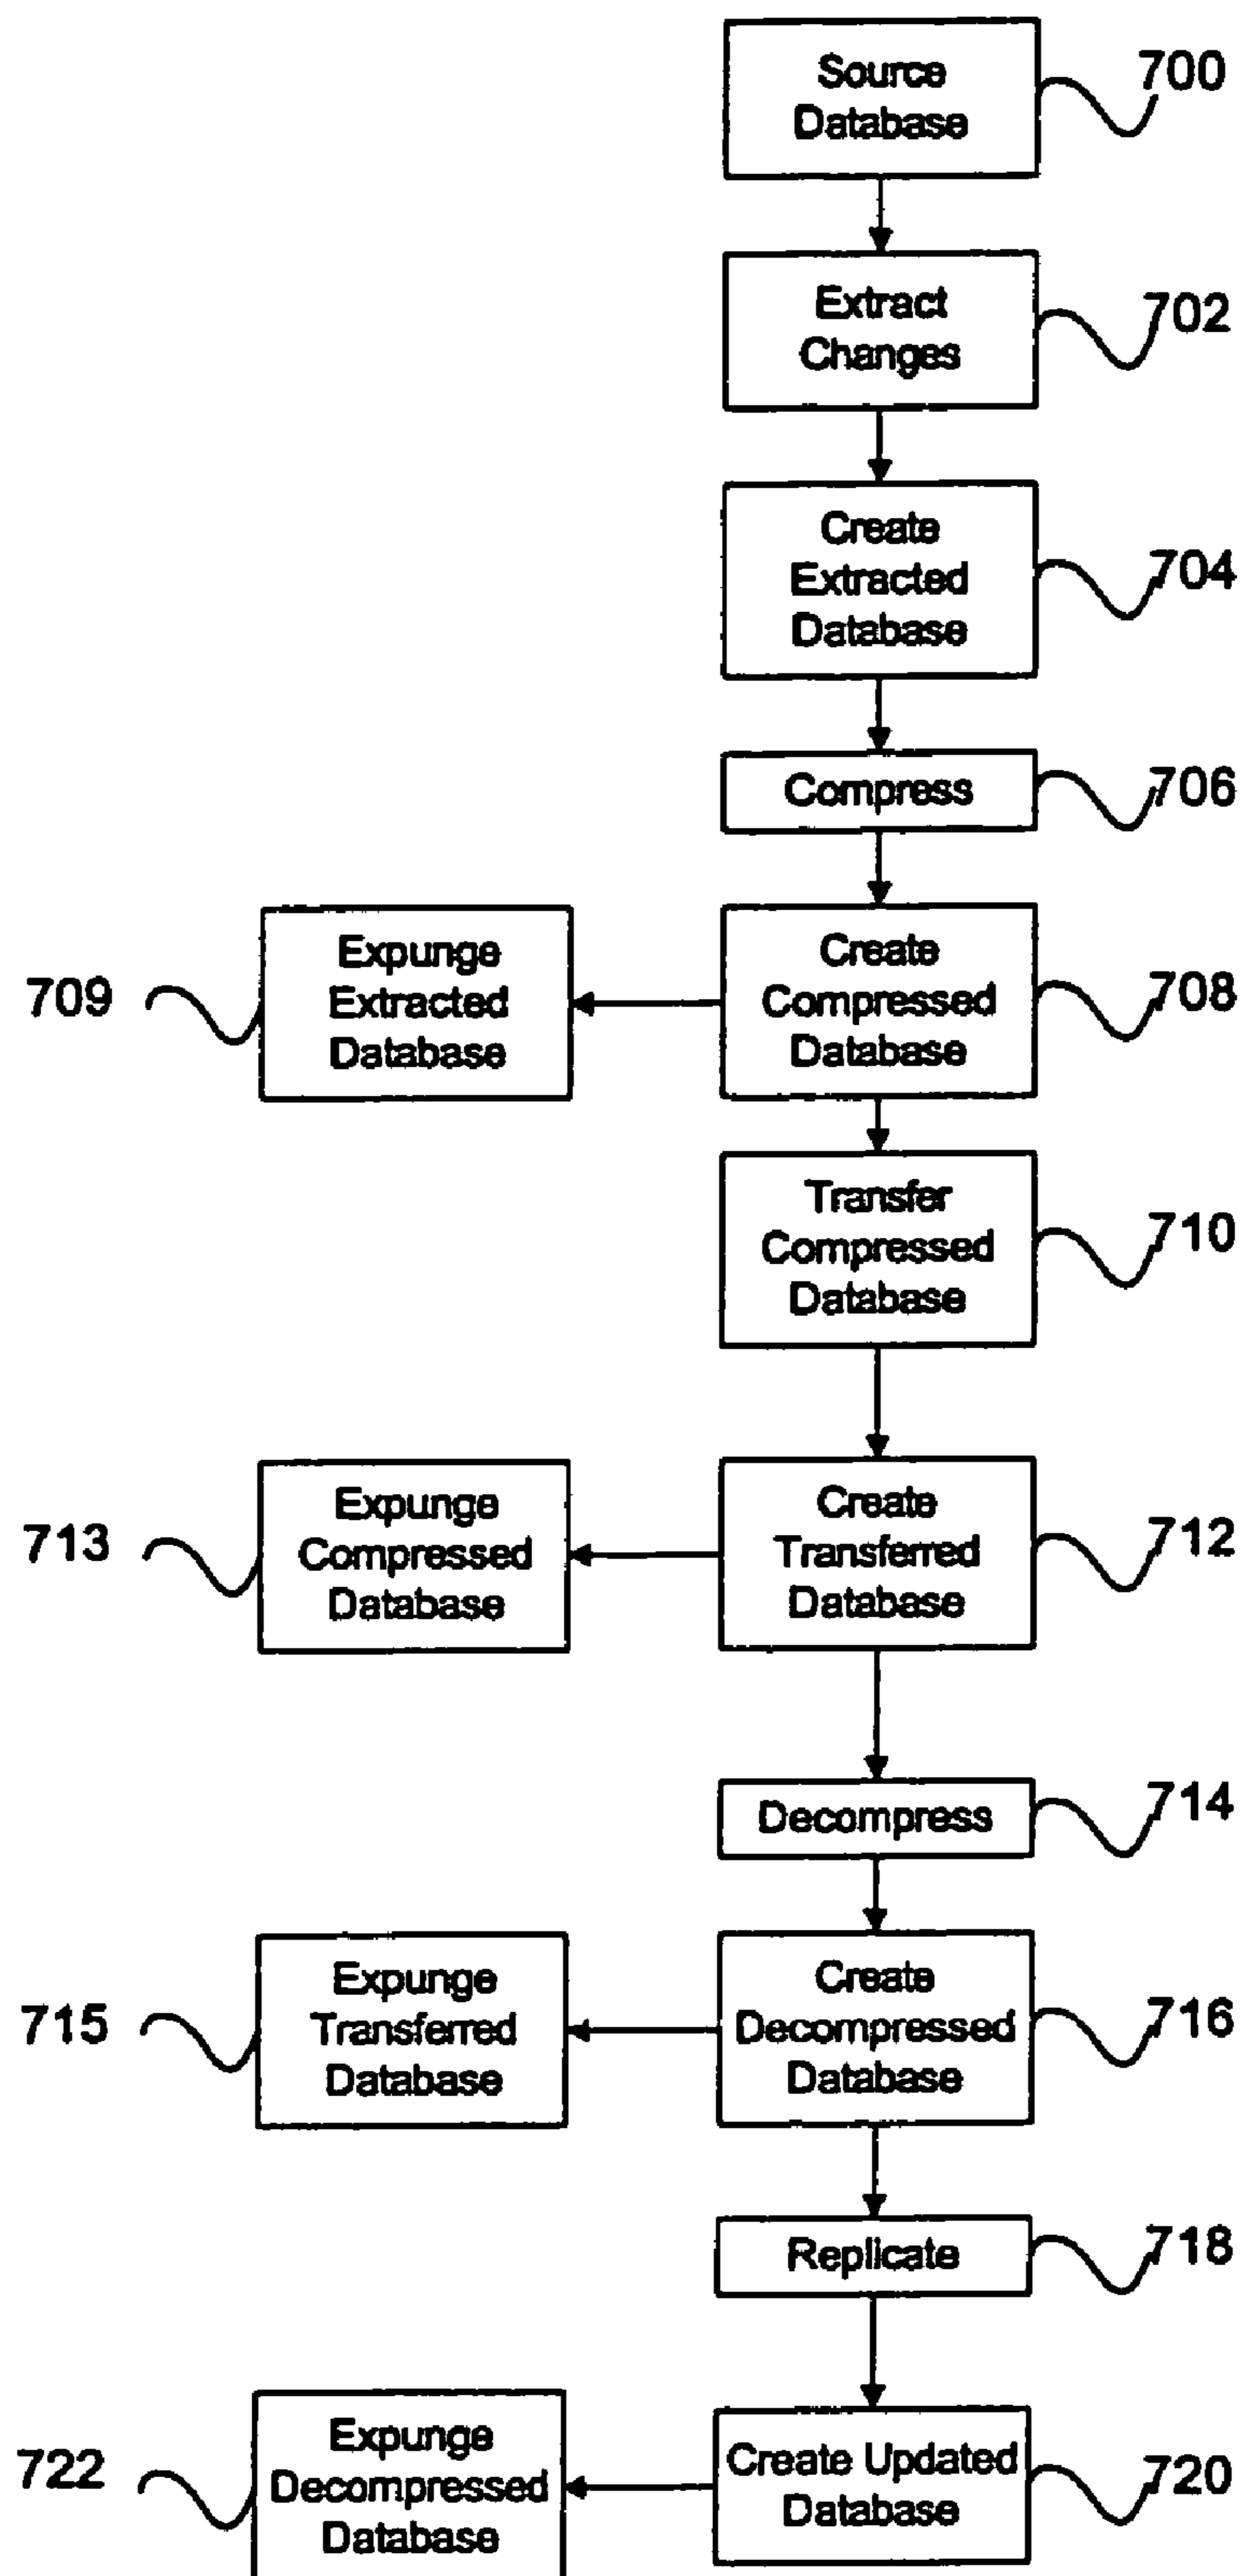 Source
Database
700
Extract
Changes
702
Create
Extracted
Database
704
Compress
706
Expunge
Extracted
Database
709
Create
Compressed
Database
708
Transfer
Compressed
Database
710
Expunge
Compressed
Database
713
Create
Transferred
Database
712
Decompress
714
Expunge
Transferred
Database
715
Create
Decompressed
Database
716
Replicate
718
Expunge
Decompressed
Database
722
Create Updated
Database
720